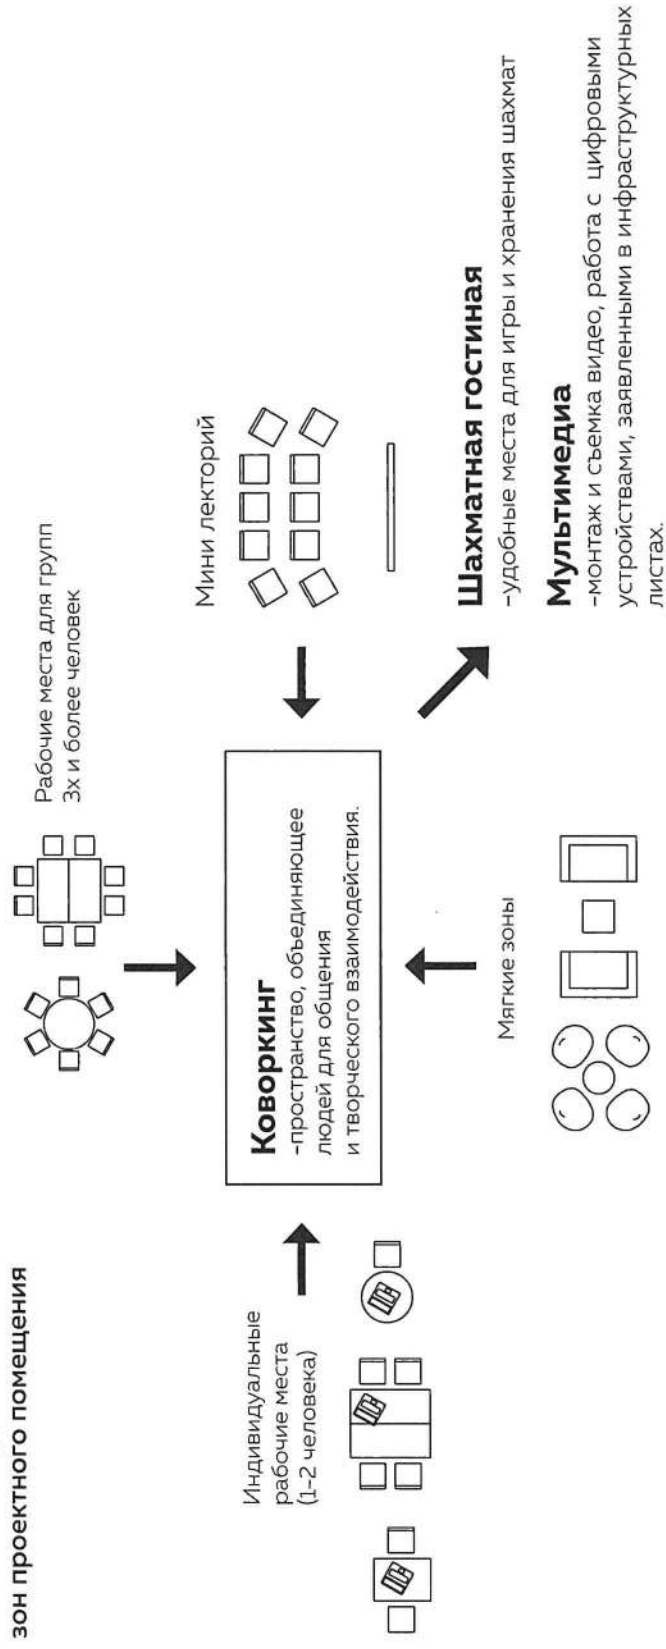 зон проектного помещения
Рабочие места для групп
3х и более человек
Индивидуальные
рабочие места
(1-2 человека)
Коворкинг
-пространство, объединяющее
людей для общения
и творческого взаимодействия.
Мини лекторий
Мягкие зоны
Шахматная гостиная
-удобные места для игры и хранения шахмат
Мультимедиа
-монтаж и съемка видео, работа с цифровыми
устройствами, заявленными в инфраструктурных
листах.